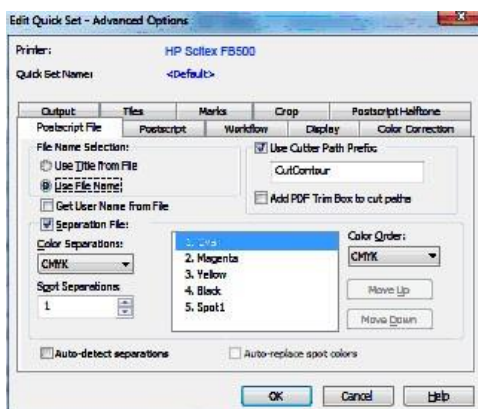 Edit Quick Set - Advanced Options
Printer: HP Scitex FB500
Quick Set Name: <Default>
Output Tiles Marks Crop Postscript Halftone
Postscript File Postscript Workflow Display Color Correction
File Name Selection:
Use Title from File
Use File Name
Get User Name from File
Use Cutter Path Prefix:
CutContour
Add PDF Trim Box to cut paths
Separation File:
Color Separations:
CMYK
Spot Separations:
1
1. Cyan
2. Magenta
3. Yellow
4. Black
5. Spot1
Color Order:
CMYK
Move Up
Move Down
Auto-detect separations Auto-replace spot colors
OK Cancel Help